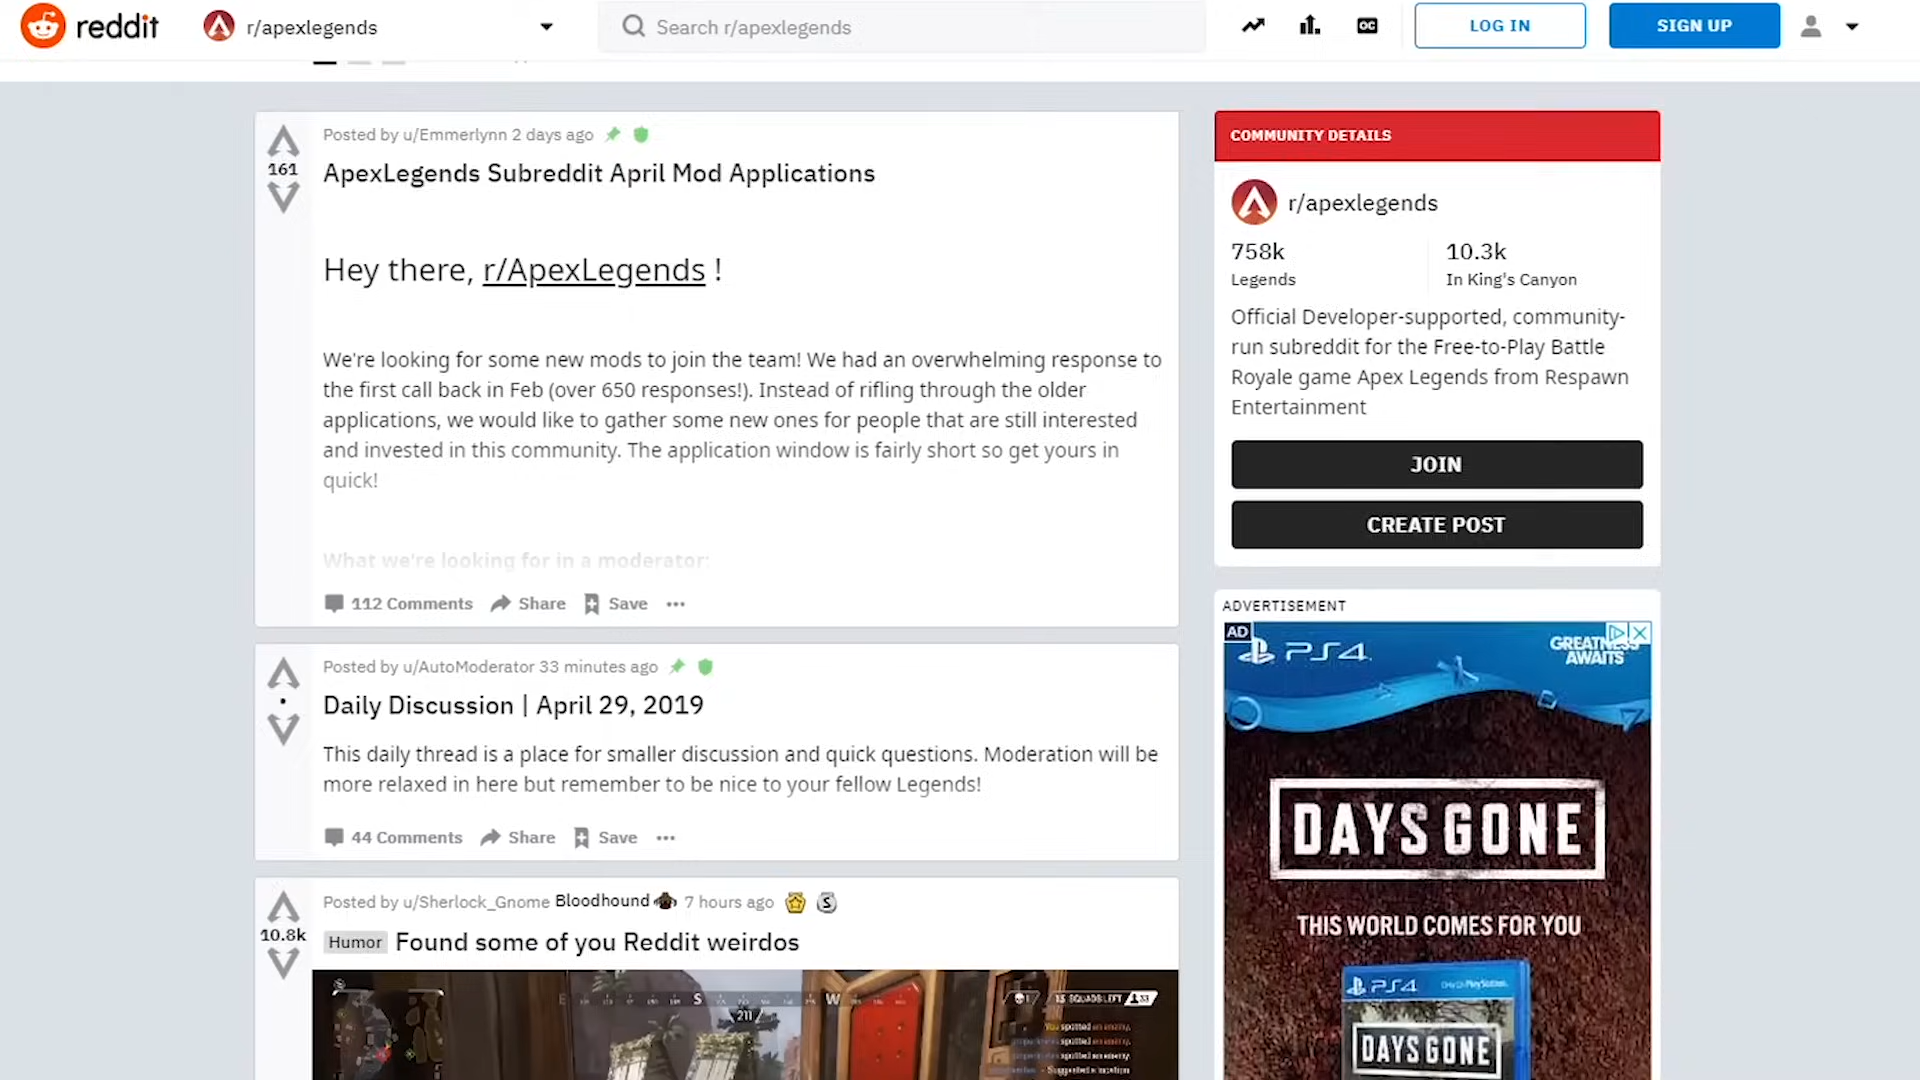 reddit
r/apexlegends
Search r/apexlegends
OC
LOG IN
SIGN UP
161
Posted by u/Emmerlynn 2 days ago
ApexLegends Subreddit April Mod Applications
Hey there, r/ApexLegends !
We're looking for some new mods to join the team! We had an overwhelming response to
the first call back in Feb (over 650 responses!). Instead of rifling through the older
applications, we would like to gather some new ones for people that are still interested
and invested in this community. The application window is fairly short so get yours in
quick!
What we're looking for in a moderator:
112 Comments Share Save
Posted by u/AutoModerator 33 minutes ago
Daily Discussion | April 29, 2019
This daily thread is a place for smaller discussion and quick questions. Moderation will be
more relaxed in here but remember to be nice to your fellow Legends!
44 Comments Share Save
10.8k
Posted by u/Sherlock_Gnome Bloodhound 7 hours ago
Humor Found some of you Reddit weirdos
S W
211
15 SQUADS LEFT 33
You spotted an enemy.
COMMUNITY DETAILS
r/apexlegends
758k
Legends
10.3k
In King's Canyon
Official Developer-supported, community-
run subreddit for the Free-to-Play Battle
Royale game Apex Legends from Respawn
Entertainment
JOIN
CREATE POST
ADVERTISEMENT
AD
PS4
GREATNESS
AWAITS
DAYS GONE
THIS WORLD COMES FOR YOU
PS4
DAYS GONE